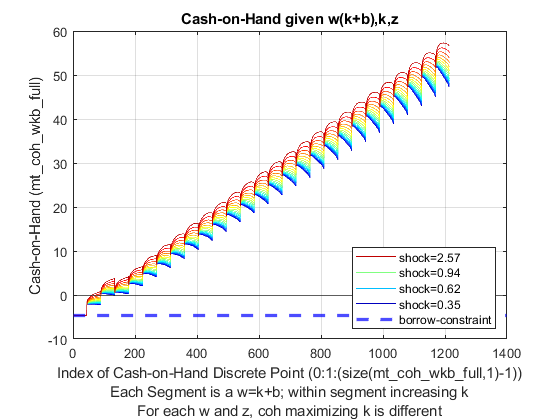 Cash-on-Hand given w(k+b),k,z
60
50
40
30
20
10
0
-10
Cash-on-Hand (mt_coh_wkb_full)
shock=2.57
shock=0.94
shock=0.62
shock=0.35
borrow-constraint
0 200 400 600 800 1000 1200 1400
Index of Cash-on-Hand Discrete Point (0:1:(size(mt_coh_wkb_full,1)-1))
Each Segment is a w=k+b; within segment increasing k
For each w and z, coh maximizing k is different